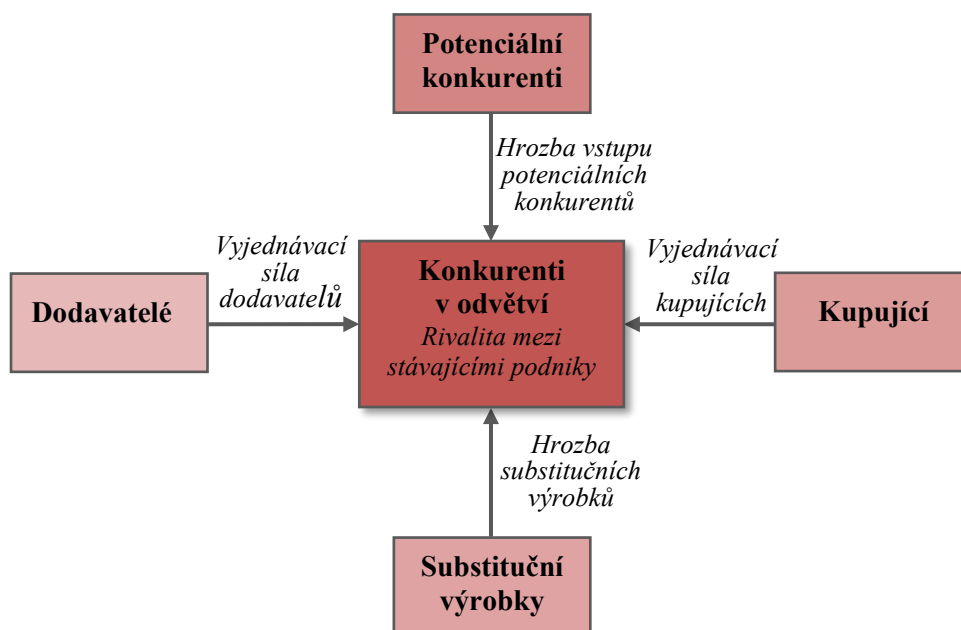 Potenciální
konkurenti
Hrozba vstupu
potenciálních
konkurentů
Vyjednávací
síla
dodavatelů
Vyjednávací
síla
kupujících
Dodavatelé
Konkurenti
v odvětví
Rivalita mezi
stávajícími podniky
Kupující
Hrozba
substitučních
výrobků
Substituční
výrobky